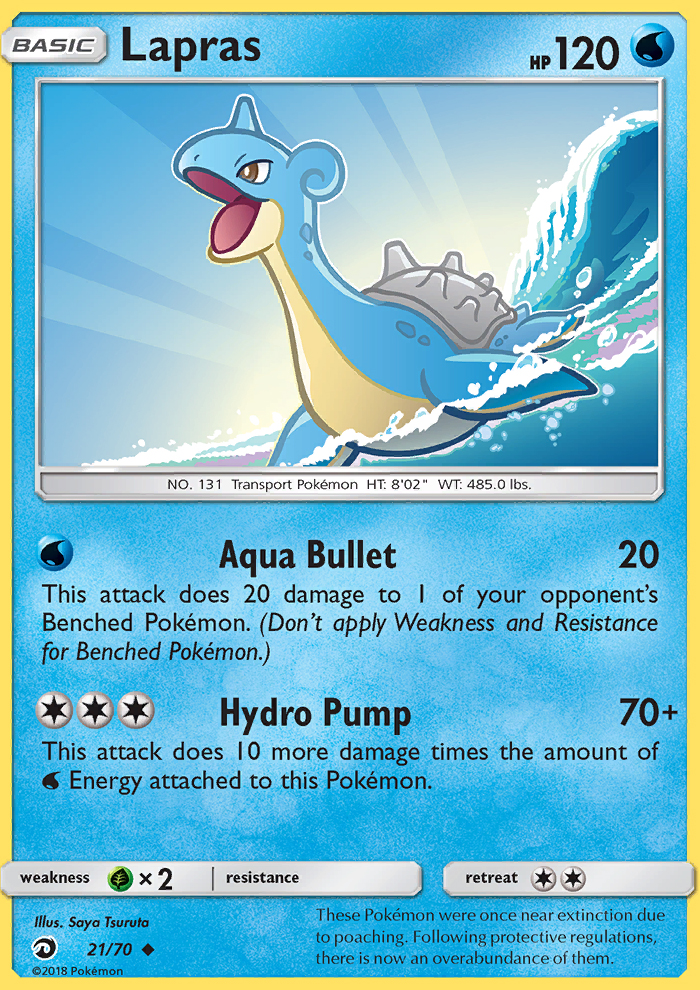 BASIC Lapras HP 120
NO. 131 Transport Pokémon HT: 8'02" WT: 485.0 lbs.
Aqua Bullet 20
This attack does 20 damage to 1 of your opponent's
Benched Pokémon. (Don't apply Weakness and Resistance
for Benched Pokémon.)
Hydro Pump 70+
This attack does 10 more damage times the amount of
Energy attached to this Pokémon.
weakness ×2 resistance retreat
Illus. Saya Tsuruta
21/70
©2018 Pokémon
These Pokémon were once near extinction due
to poaching. Following protective regulations,
there is now an overabundance of them.